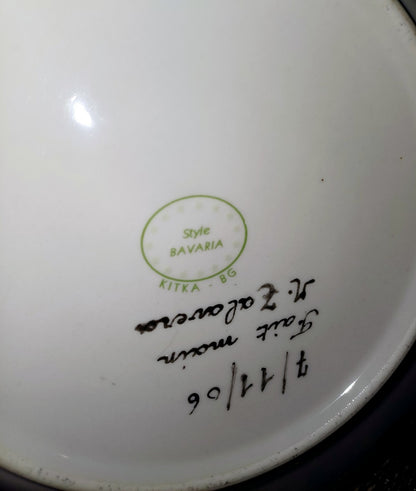 Style
BAVARIA
KITKA - BG
Fait main
7/11/06